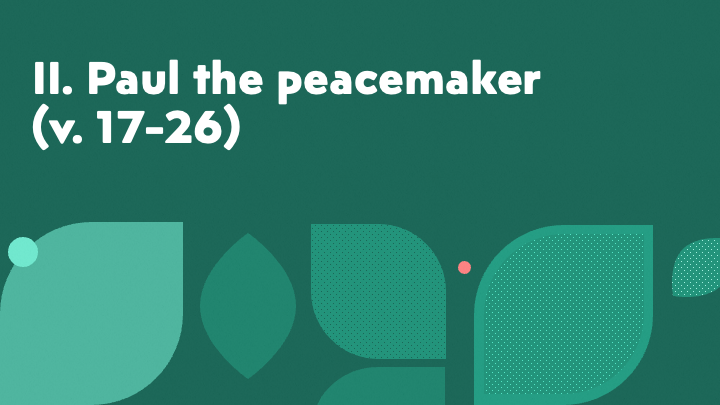 II. Paul the peacemaker
(v. 17-26)